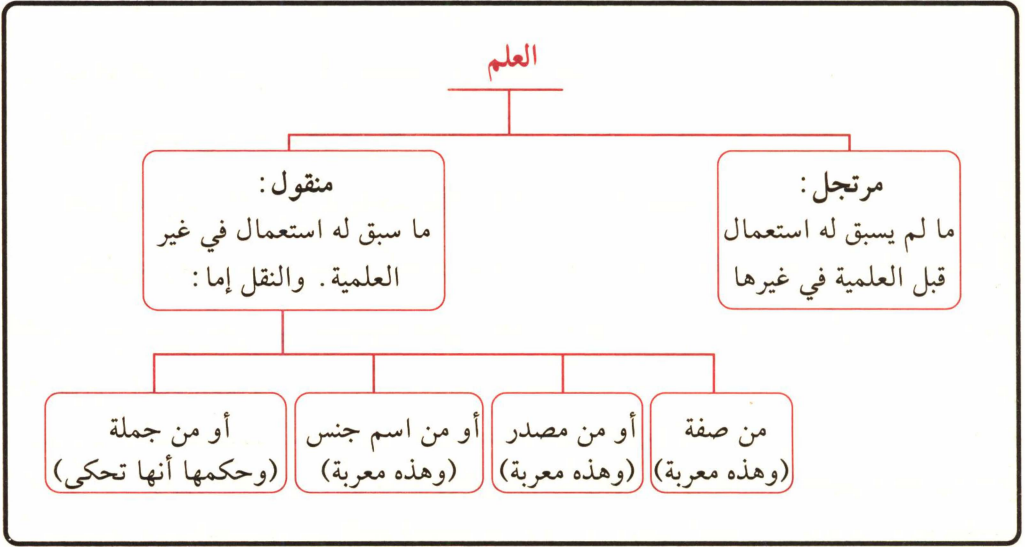 العلم
مرتجل:
ما لم يسبق له استعمال
قبل العلمية في غيرها
منقول:
ما سبق له استعمال في غير
العلمية. والنقل إما:
من صفة
(وهذه معربة)
أو من مصدر
(وهذه معربة)
أو من اسم جنس
(وهذه معربة)
أو من جملة
(وحكمها أنها تحكى)